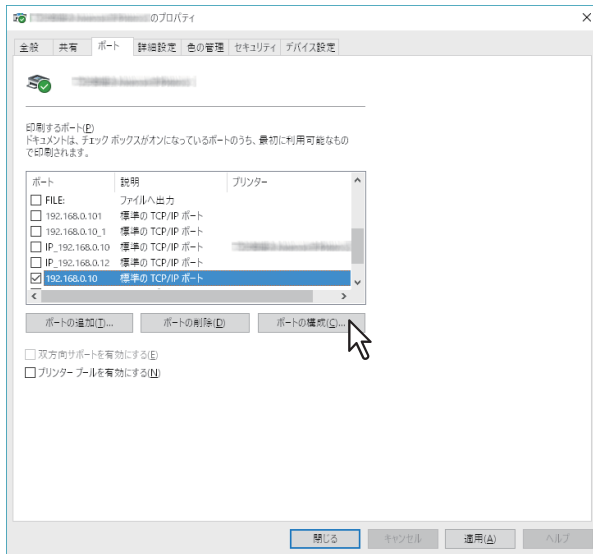 のプロパティ
全般 共有 ポート 詳細設定 色の管理 セキュリティ デバイス設定
印刷するポート(P)
ドキュメントは、チェック ボックスがオンになっているポートのうち、最初に利用可能なもの
で印刷されます。
ポート 説明 プリンター
FILE: ファイルへ出力
192.168.0.101 標準の TCP/IP ポート
192.168.0.10_1 標準の TCP/IP ポート
IP_192.168.0.10 標準の TCP/IP ポート
IP_192.168.0.12 標準の TCP/IP ポート
192.168.0.10 標準の TCP/IP ポート
ポートの追加(T)... ポートの削除(D) ポートの構成(C)...
双方向サポートを有効にする(E)
プリンター プールを有効にする(N)
閉じる キャンセル 適用(A) ヘルプ